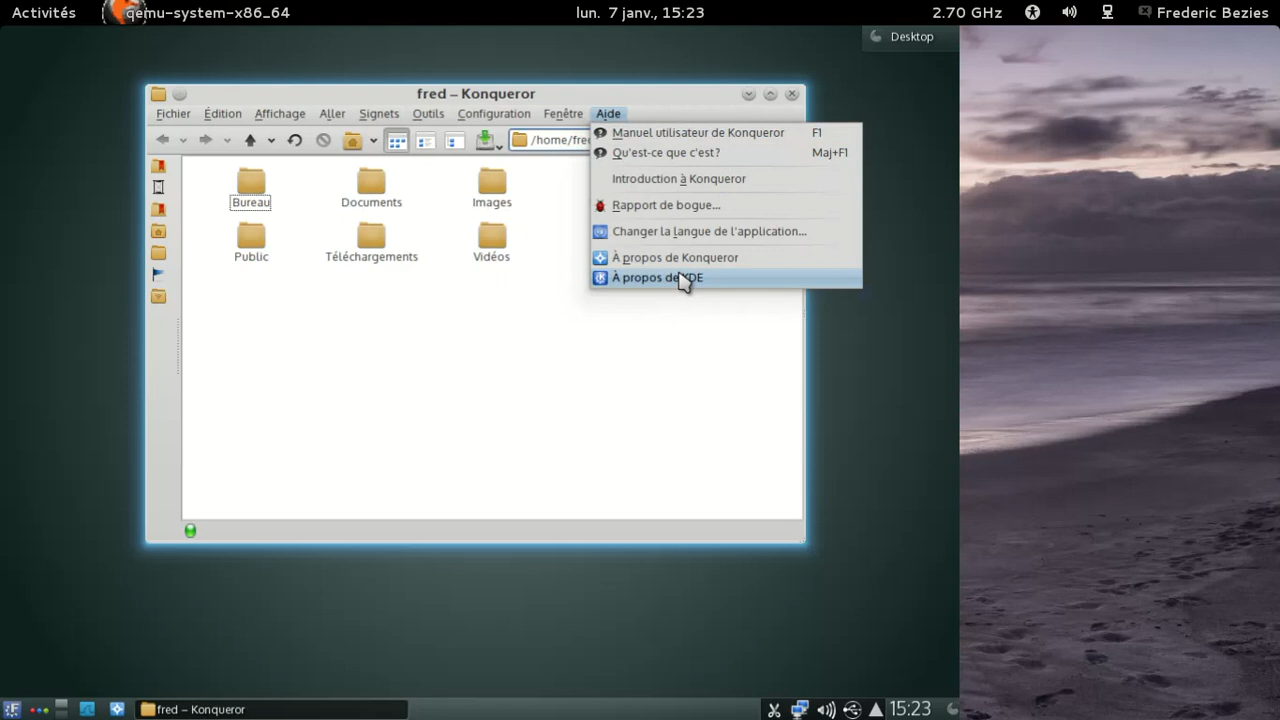 Activités
qemu-system-x86_64
lun. 7 janv., 15:23
2.70 GHz
Frederic Bezies
Desktop
fred – Konqueror
Fichier Édition Affichage Aller Signets Outils Configuration Fenêtre Aide
/home/fred
Manuel utilisateur de Konqueror F1
Qu'est-ce que c'est? Maj+F1
Introduction à Konqueror
Rapport de bogue...
Changer la langue de l'application...
À propos de Konqueror
À propos de KDE
Bureau Documents Images
Public Téléchargements Vidéos
fred – Konqueror
15:23